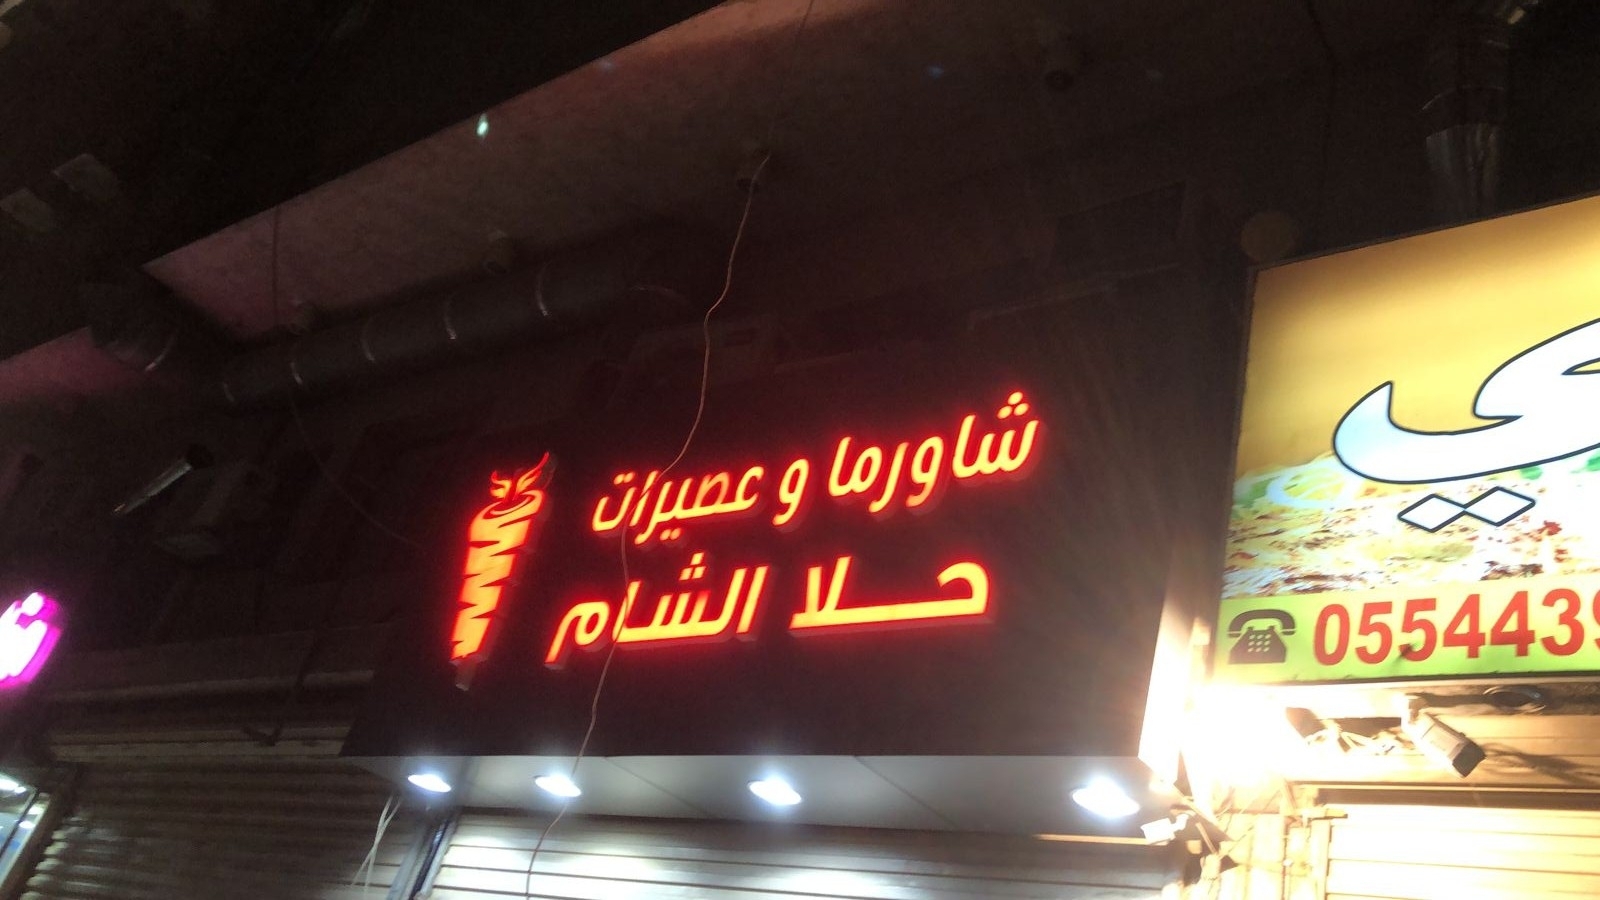 شاورما و عصيرات
حلا الشام
0554439